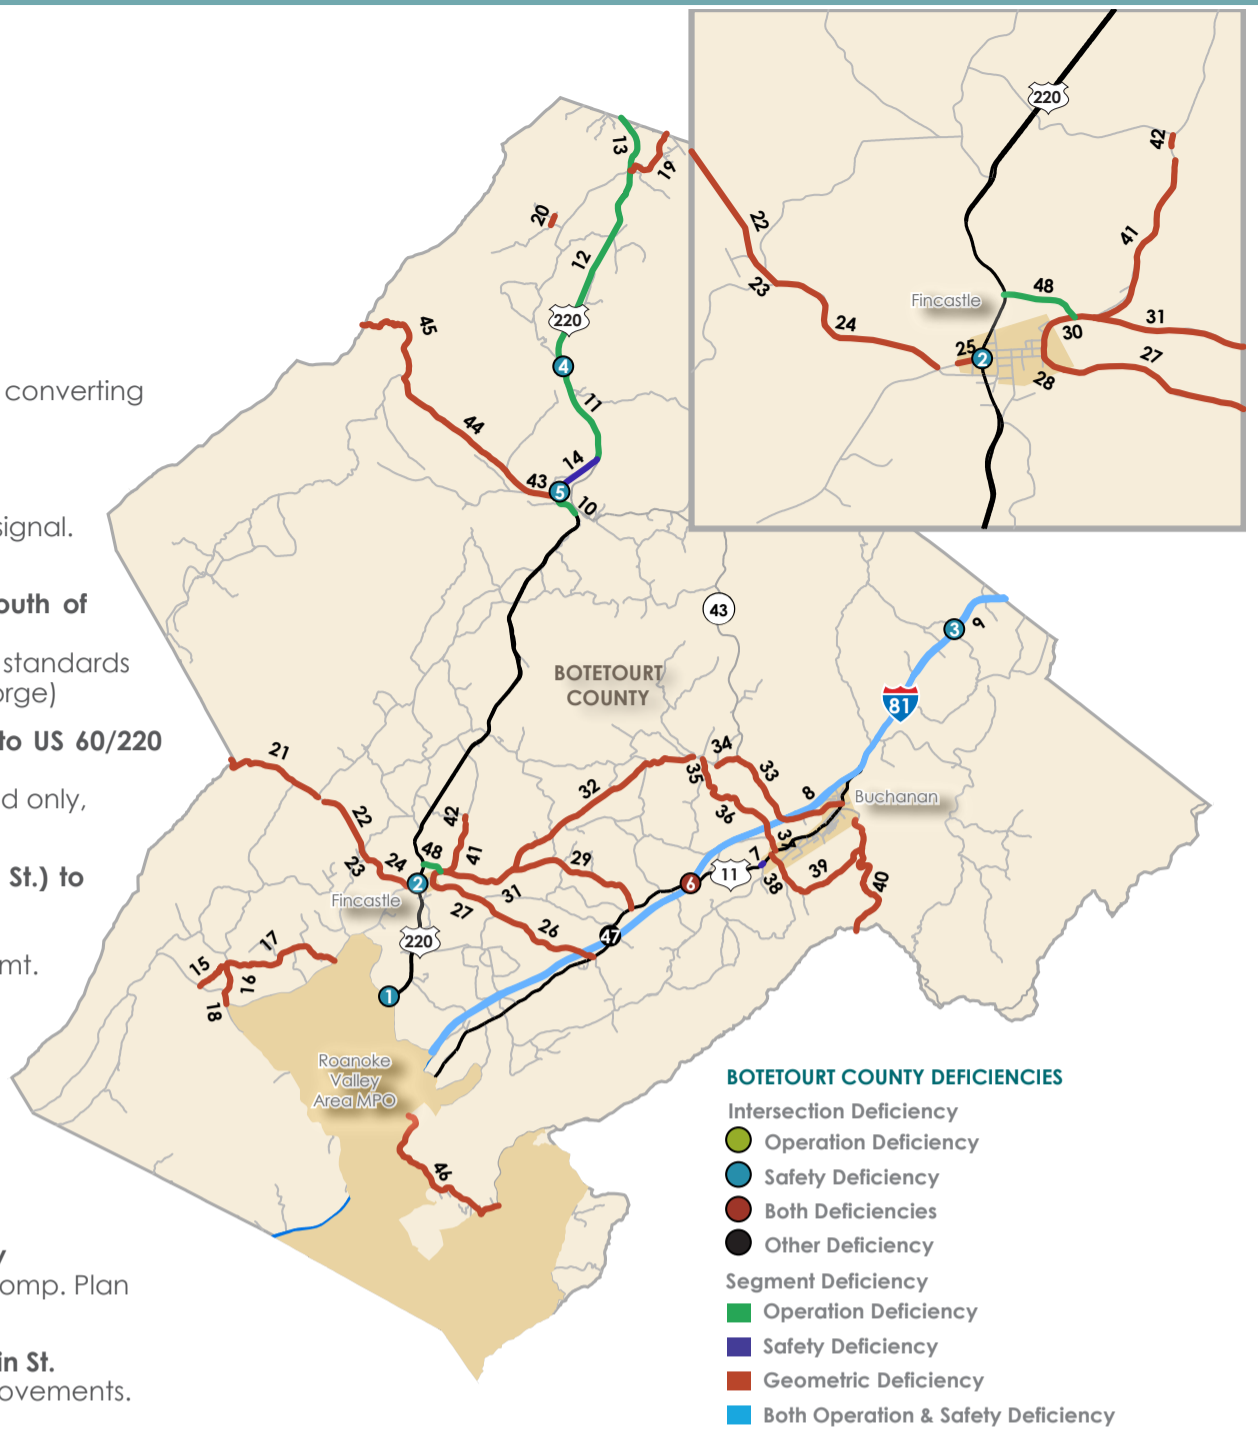 converting
signal.
outh of
standards
orge)
to US 60/220
d only,
St.) to
mt.
y
omp. Plan
in St.
ovements.
13
19
20
12
220
4
11
45
44
14
43
5
10
220
42
22
41
23
Fincastle
48
24
31
30
25
2
27
28
43
3
9
BOTETOURT
COUNTY
81
21
34
35
33
32
8
Buchanan
22
42
36
48
41
37
29
7
23
24
2
6
11
39
38
40
Fincastle
31
27
26
47
220
17
15
16
18
1
Roanoke
Valley
Area MPO
46
BOTETOURT COUNTY DEFICIENCIES
Intersection Deficiency
Operation Deficiency
Safety Deficiency
Both Deficiencies
Other Deficiency
Segment Deficiency
Operation Deficiency
Safety Deficiency
Geometric Deficiency
Both Operation & Safety Deficiency